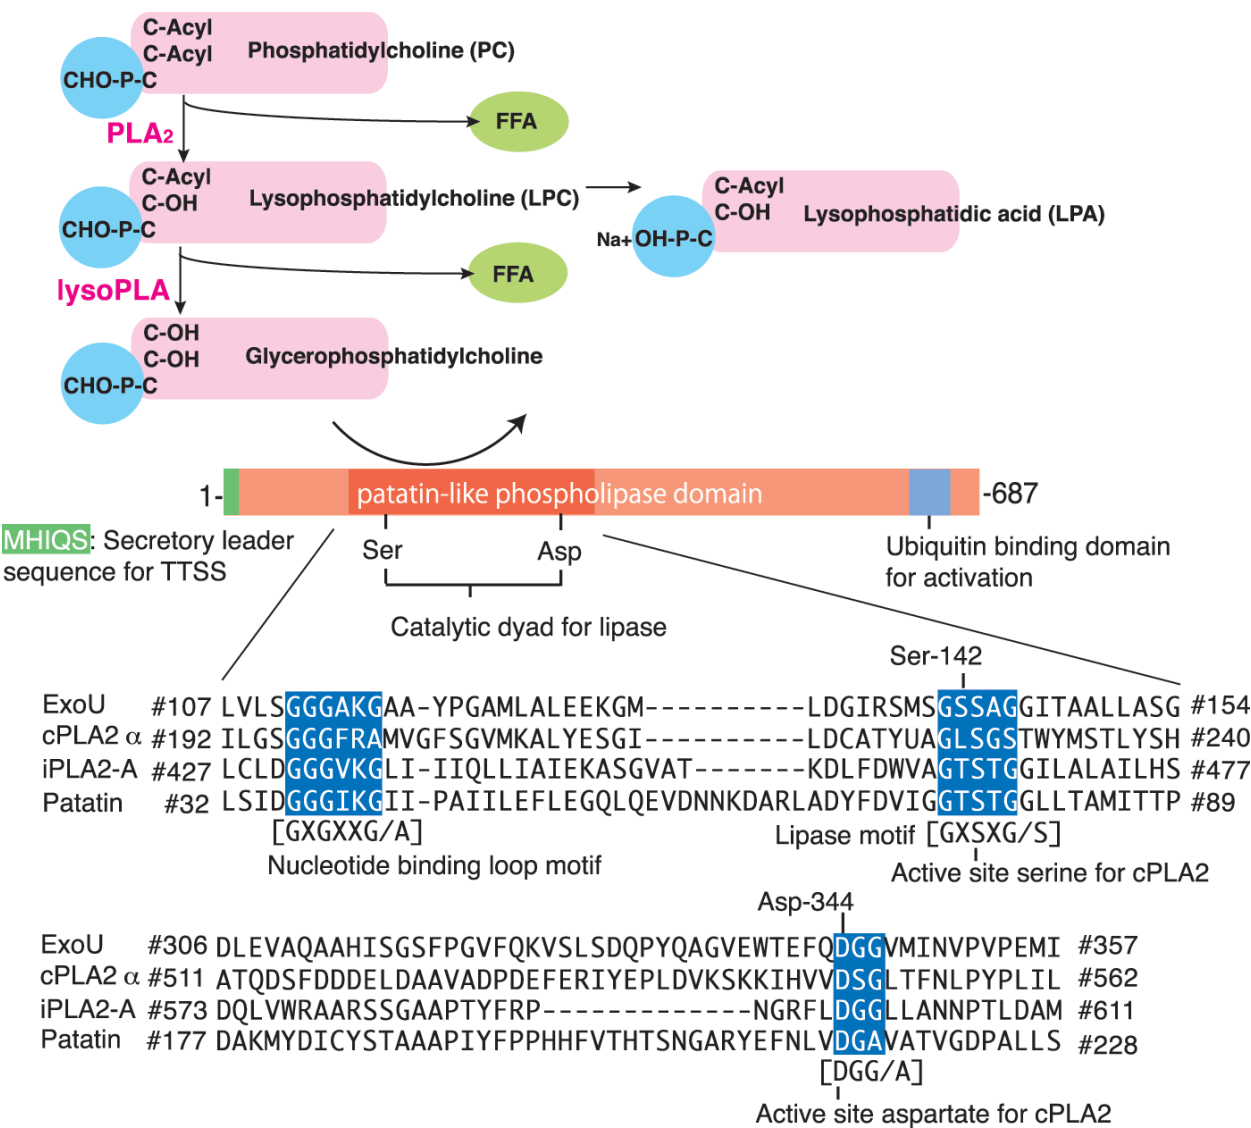 C-Acyl
C-Acyl
Phosphatidylcholine (PC)
CHO-P-C
PLA2
FFA
C-Acyl
C-OH
Lysophosphatidylcholine (LPC)
CHO-P-C
C-Acyl
C-OH
Lysophosphatidic acid (LPA)
Na+ OH-P-C
lysoPLA
FFA
C-OH
C-OH
Glycerophosphatidylcholine
CHO-P-C
1-
patatin-like phospholipase domain
-687
MHIQS: Secretory leader
sequence for TTSS
Ser
Asp
Ubiquitin binding domain
for activation
Catalytic dyad for lipase
Ser-142
ExoU #107 LVLSGGGAKGAA-YPGAMLALEEKGM----------LDGIRSMSGSSAGGITAALLASG #154
cPLA2 α #192 ILGSGGGFRAMVGFSGVMKALYESGI----------LDCATYUAGLSGSTWYMSTLYSH #240
iPLA2-A #427 LCLDGGGVKGLI-IIQLLIAIEKASGVAT-------KDLFDWVAGTSTGGILALAILHS #477
Patatin #32 LSIDGGGIKGII-PAIILEFLEGQLQEVDNNKDARLADYFDVIGGTSTGGLLTAMITTP #89
[GXGXXG/A]
Lipase motif [GXSXG/S]
Nucleotide binding loop motif
Active site serine for cPLA2
Asp-344
ExoU #306 DLEVAQAAHISGSFPGVFQKVSLSDQPYQAGVEWTEFQDGGVMINVPVPEMI #357
cPLA2 α #511 ATQDSFDDDELDAAVADPDEFERIYEPLDVKSKKIHVVDSGLTFNLPYPLIL #562
iPLA2-A #573 DQLVWRAARSSGAAPTYFRP-------------NGRFLDGGLLANNPTLDAM #611
Patatin #177 DAKMYDICYSTAAAPIYFPPHHFVTHTSNGARYEFNLVDGAVATVGDPALLS #228
[DGG/A]
Active site aspartate for cPLA2